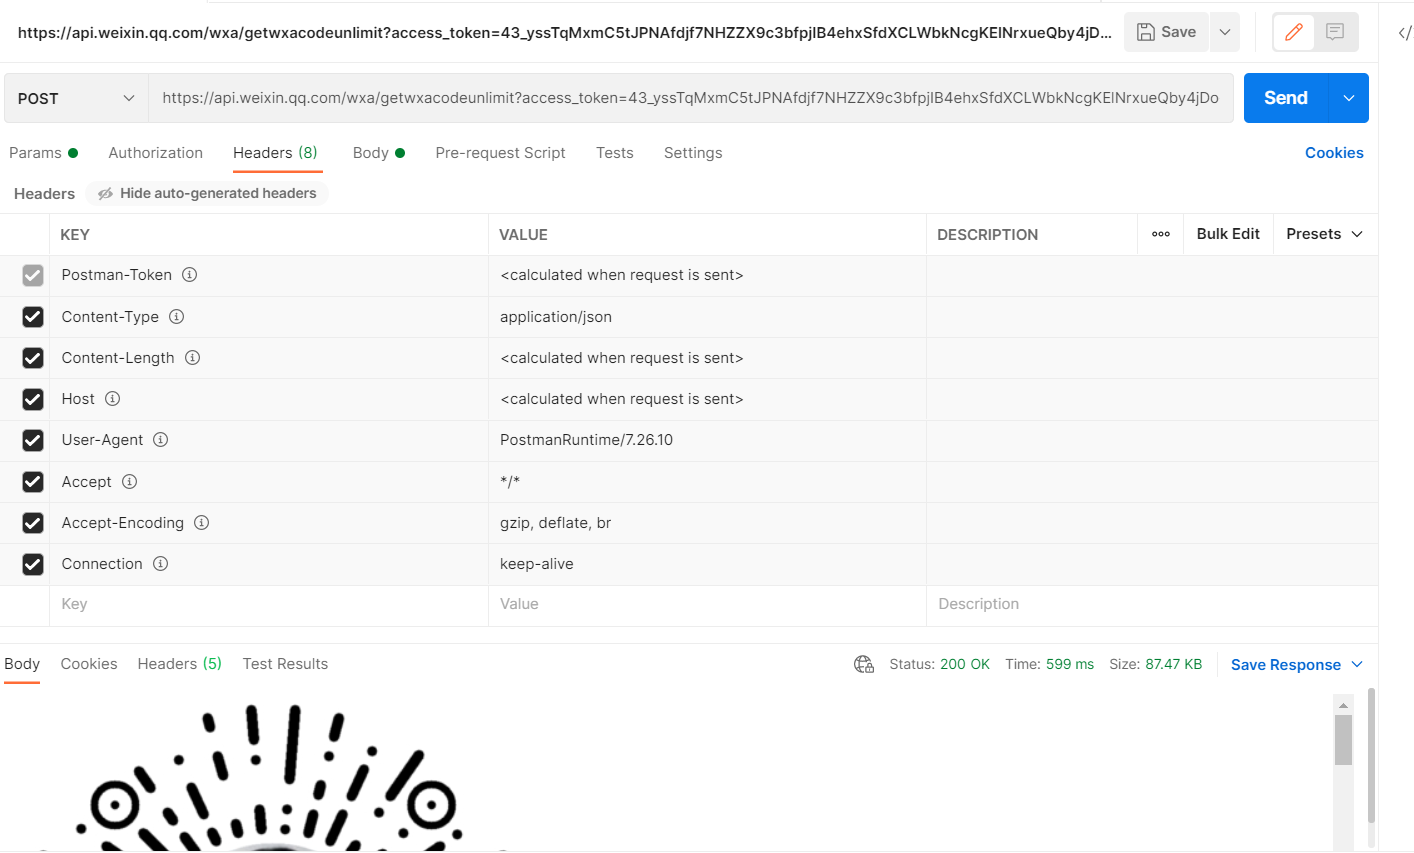 https://api.weixin.qq.com/wxa/getwxacodeunlimit?access_token=43_yssTqMxmC5tJPNAfdjf7NHZZX9c3bfpjIB4ehxSfdXCLWbkNcgKEINrxueQby4jD... Save
POST https://api.weixin.qq.com/wxa/getwxacodeunlimit?access_token=43_yssTqMxmC5tJPNAfdjf7NHZZX9c3bfpjIB4ehxSfdXCLWbkNcgKEINrxueQby4jDo Send
Params Authorization Headers (8) Body Pre-request Script Tests Settings Cookies
Headers Hide auto-generated headers
KEY VALUE DESCRIPTION Bulk Edit Presets
Postman-Token <calculated when request is sent>
Content-Type application/json
Content-Length <calculated when request is sent>
Host <calculated when request is sent>
User-Agent PostmanRuntime/7.26.10
Accept */*
Accept-Encoding gzip, deflate, br
Connection keep-alive
Key Value Description
Body Cookies Headers (5) Test Results Status: 200 OK Time: 599 ms Size: 87.47 KB Save Response